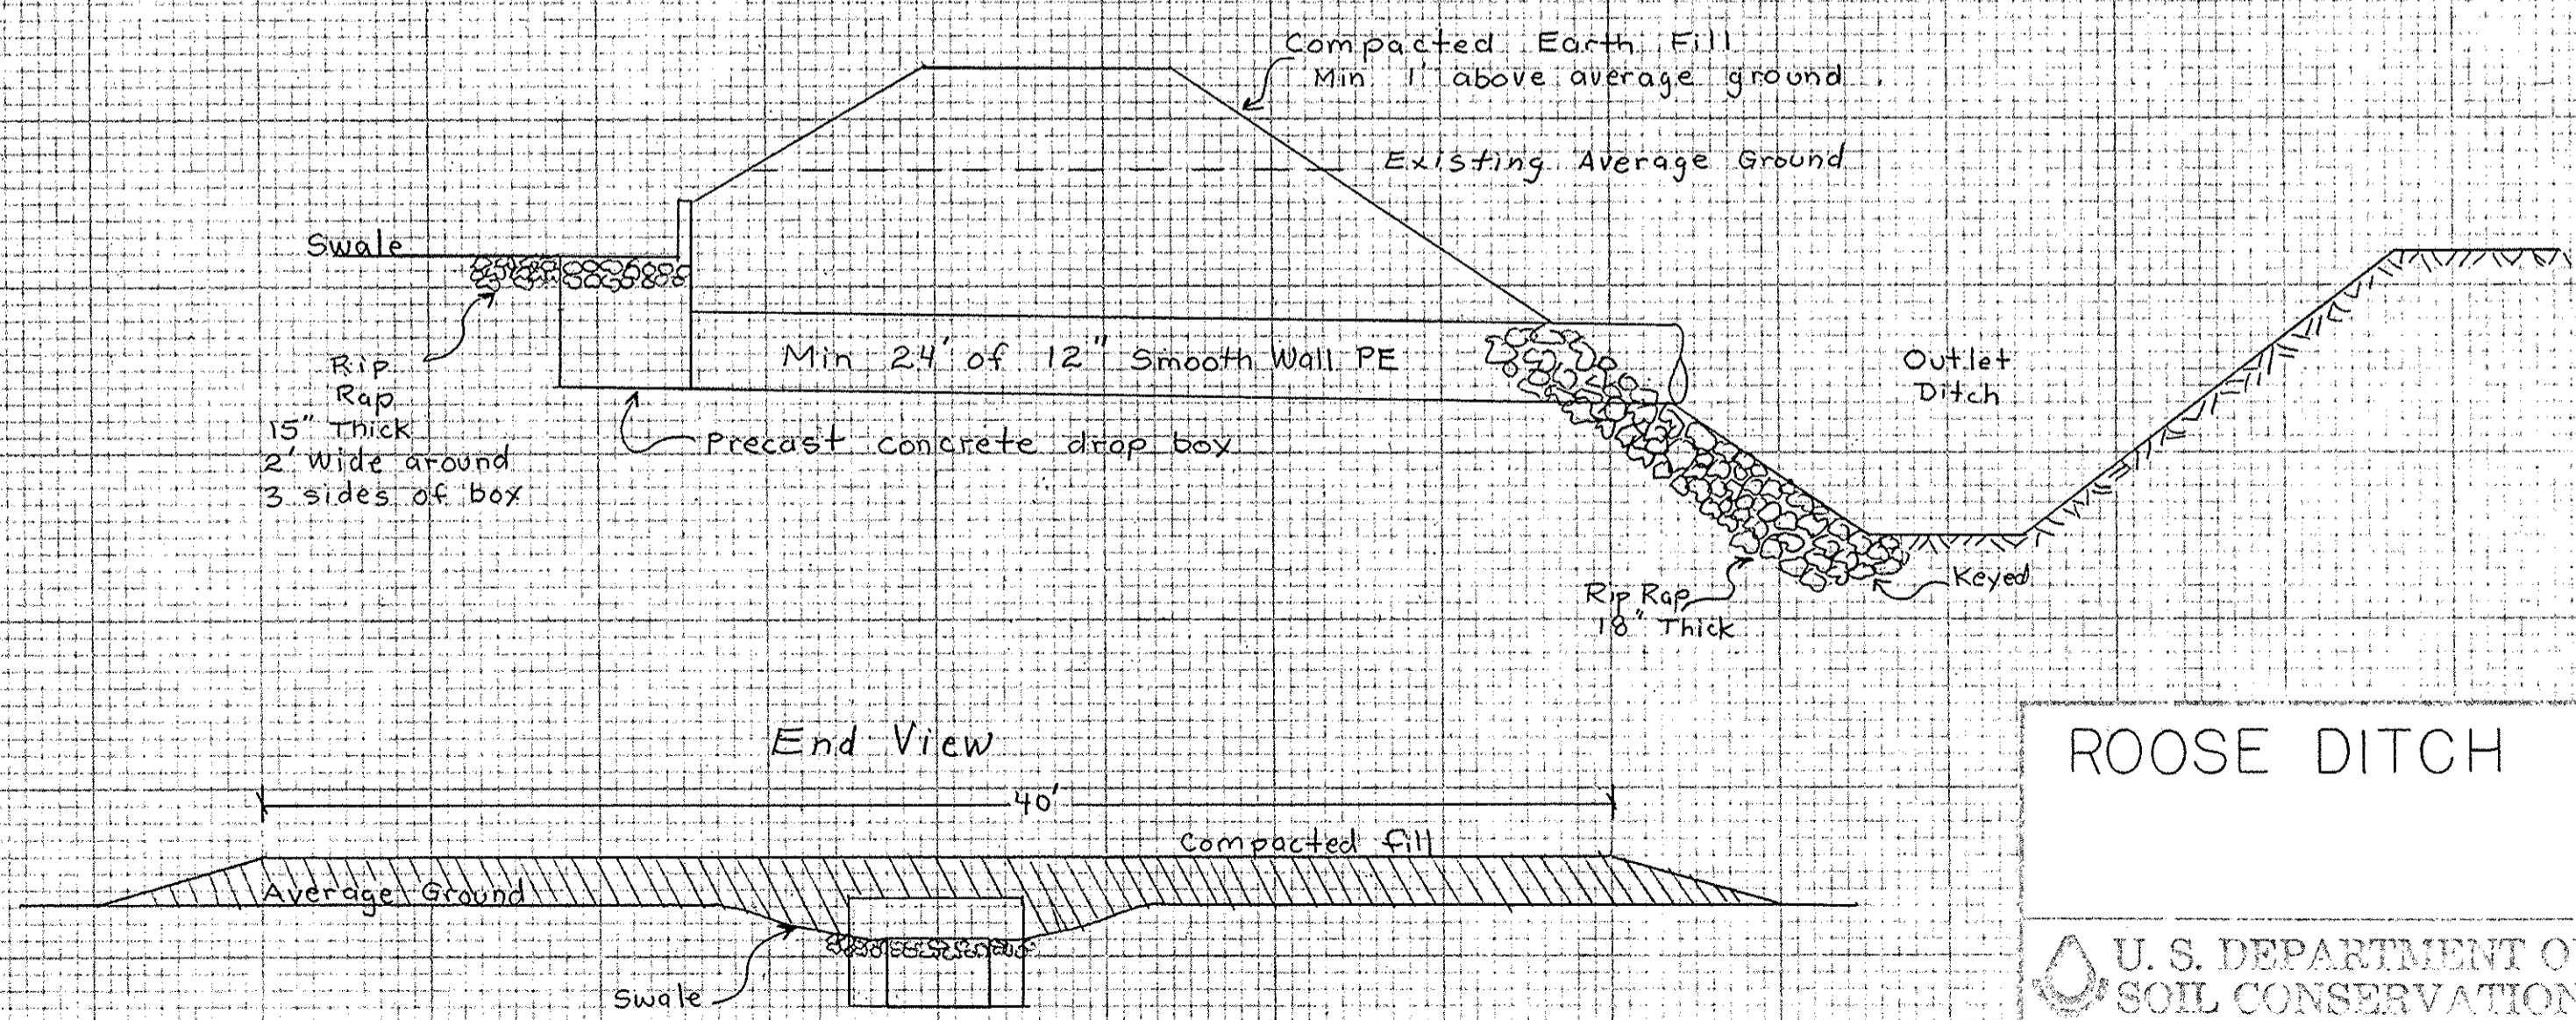 Compacted Earth Fill
Min 1' above average ground
Existing Average Ground
Swale
Rip
Rap
15" Thick
2' Wide around
3 sides of box
Min 24' of 12" Smooth Wall PE
Precast concrete drop box
Outlet
Ditch
Rip Rap
18" Thick
Keyed
End View
40'
Compacted fill
Average Ground
Swale
ROOSE DITCH
U. S. DEPARTMENT O
SOIL CONSERVATION